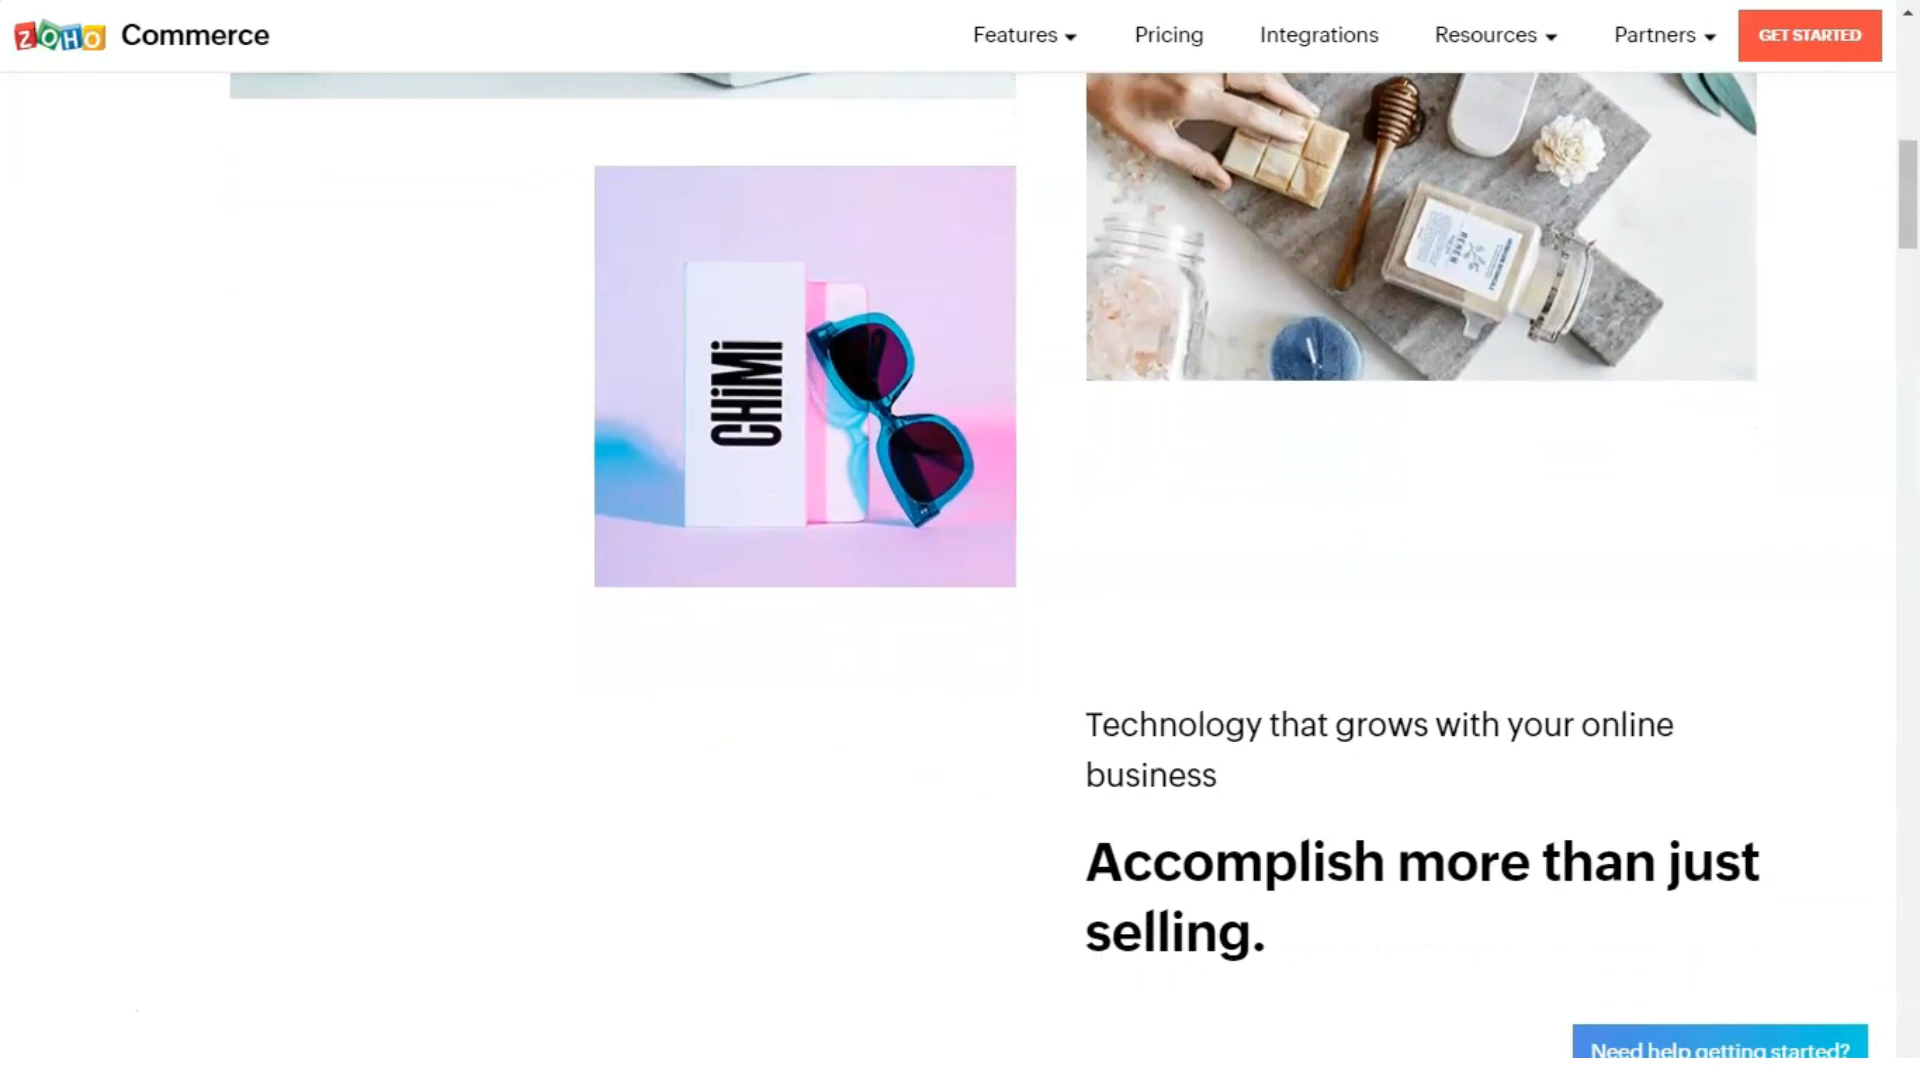 ZOHO Commerce
Features
Pricing
Integrations
Resources
Partners
GET STARTED
CHiMi
RENEW
Technology that grows with your online
business
Accomplish more than just
selling.
Need help getting started?